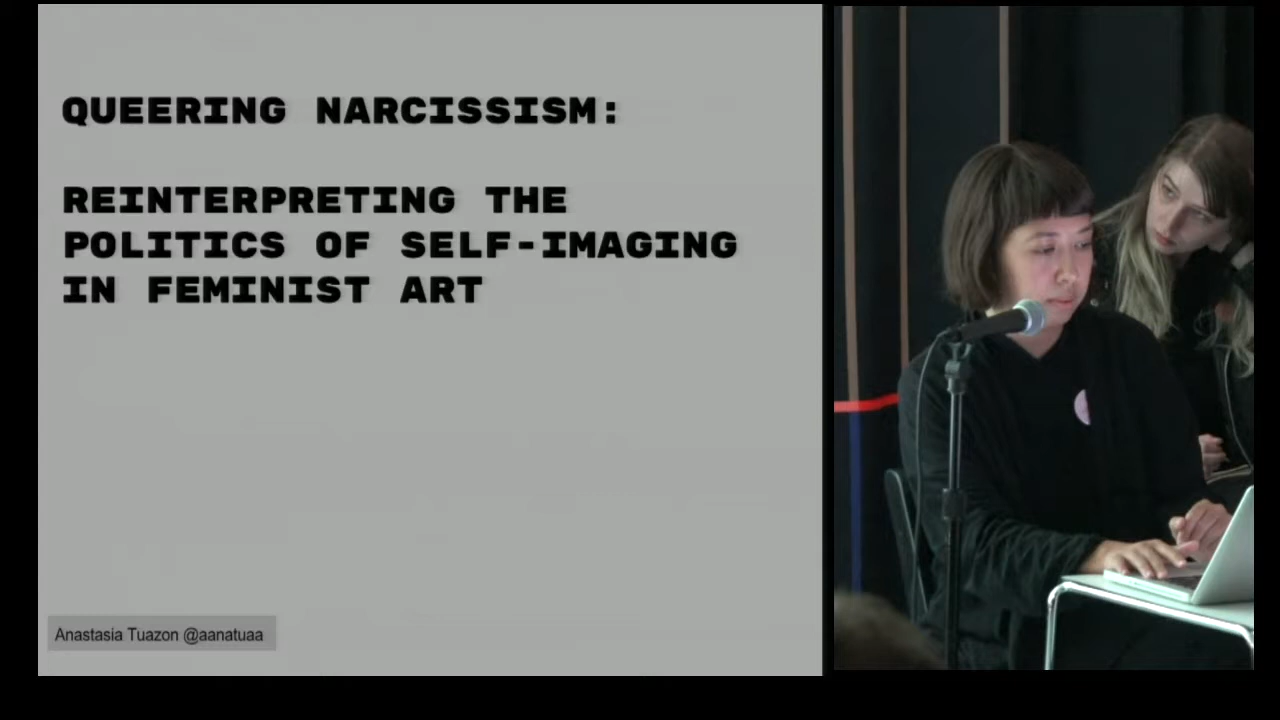 QUEERING NARCISSISM:
REINTERPRETING THE
POLITICS OF SELF-IMAGING
IN FEMINIST ART
Anastasia Tuazon @aanatuaa